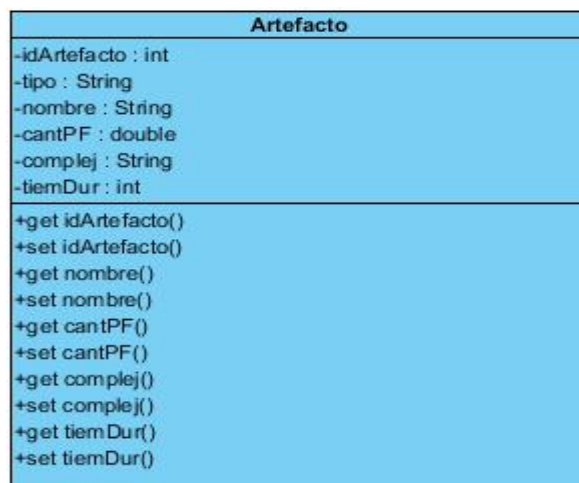 Artefacto
-idArtefacto : int
-tipo : String
-nombre : String
-cantPF : double
-complej : String
-tiemDur : int
+get idArtefacto()
+set idArtefacto()
+get nombre()
+set nombre()
+get cantPF()
+set cantPF()
+get complej()
+set complej()
+get tiemDur()
+set tiemDur()